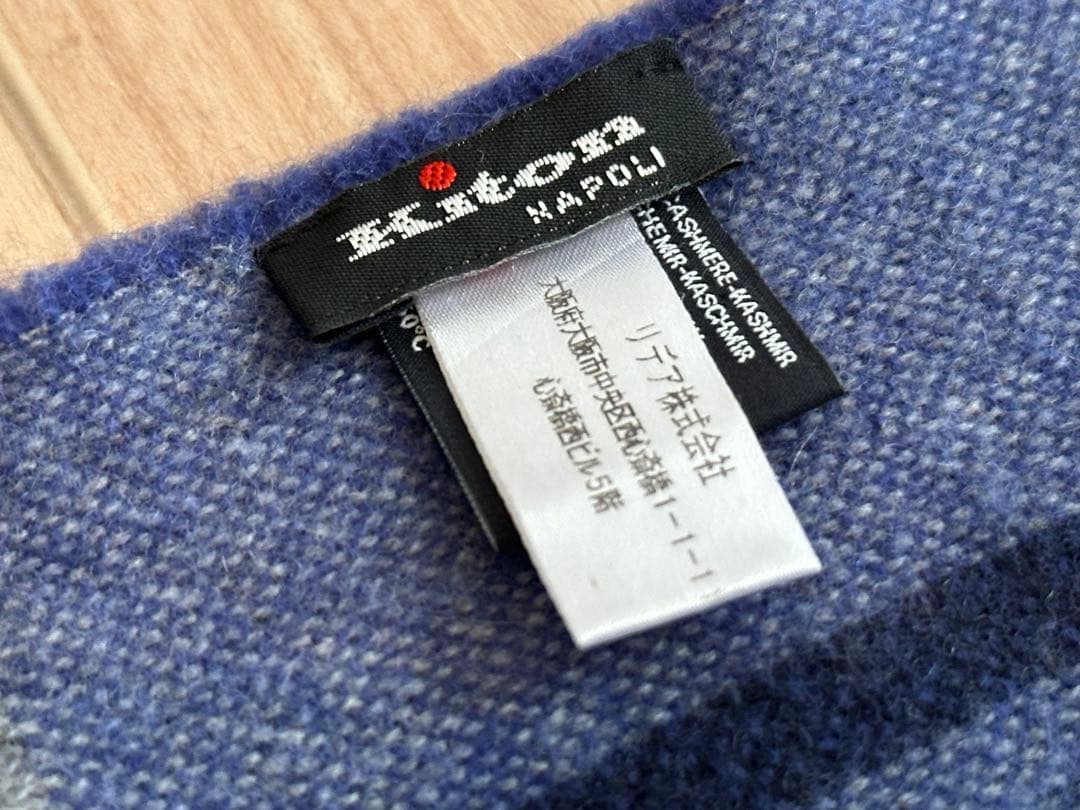 Kiton
NAPOLI
CASHMERE-KASHMIR
CHEMIR-KASCHMIR
リデア株式会社
大阪府大阪市中央区西心斎橋1-1-1
心斎橋西ビル5階